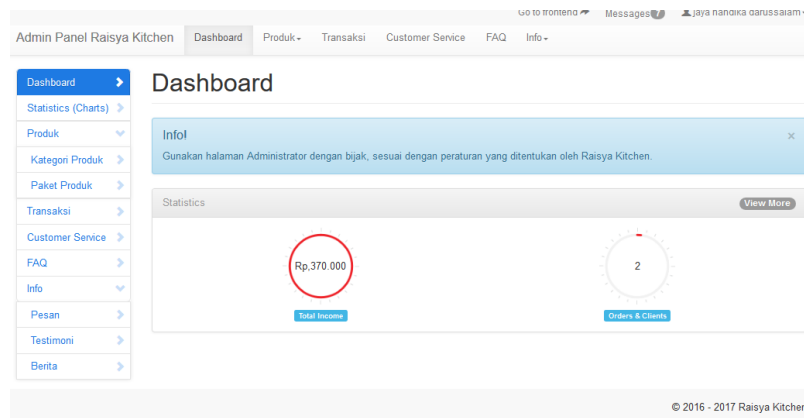 Go to frontend Messages 7 jaya handika darussalam
Admin Panel Raisya Kitchen Dashboard Produk Transaksi Customer Service FAQ Info
Dashboard
Statistics (Charts)
Produk
Kategori Produk
Paket Produk
Transaksi
Customer Service
FAQ
Info
Pesan
Testimoni
Berita
Dashboard
Info! ×
Gunakan halaman Administrator dengan bijak, sesuai dengan peraturan yang ditentukan oleh Raisya Kitchen.
Statistics View More
Rp,370.000 2
Total Income Orders & Clients
© 2016 - 2017 Raisya Kitchen